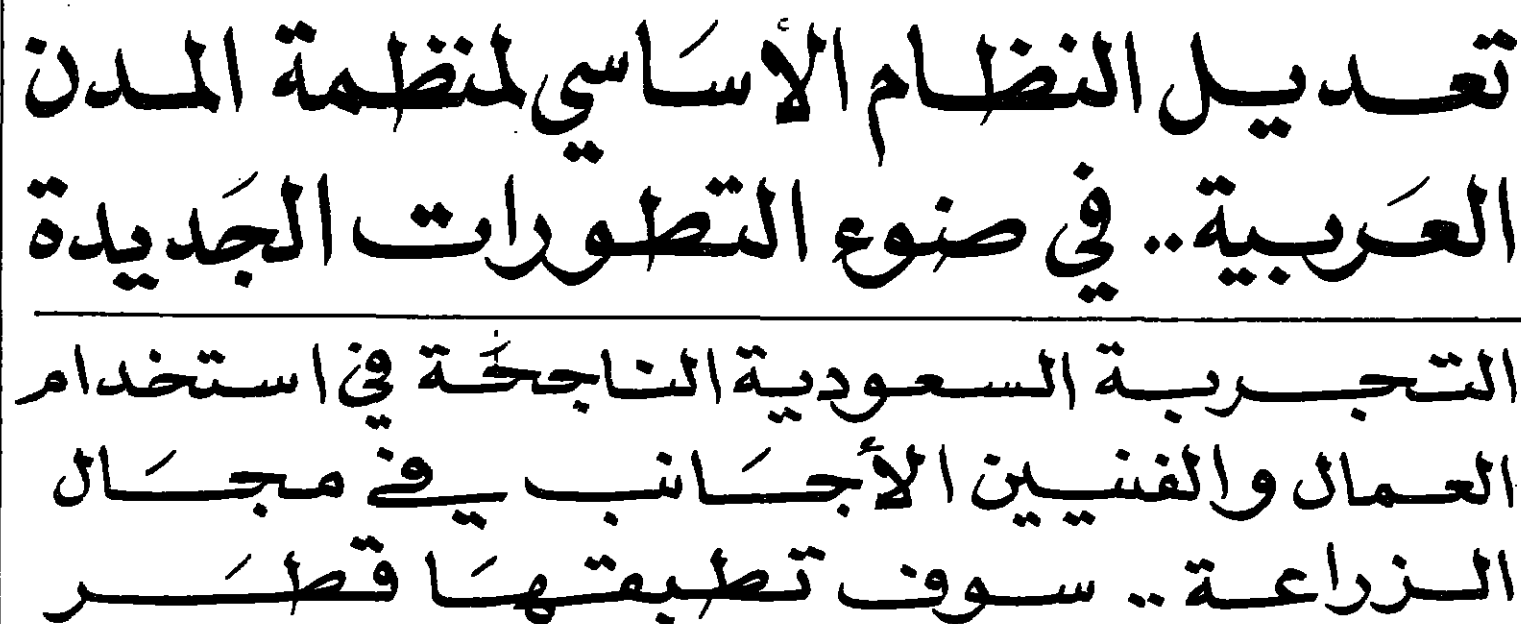 تعديل النظام الأساسي لمنظمة المدن
العربية .. في ضوء التطورات الجديدة
التجربة السعودية الناجحة في استخدام
العمال والفنيين الأجانب في مجال
الزراعة .. سوف تطبقها قطر